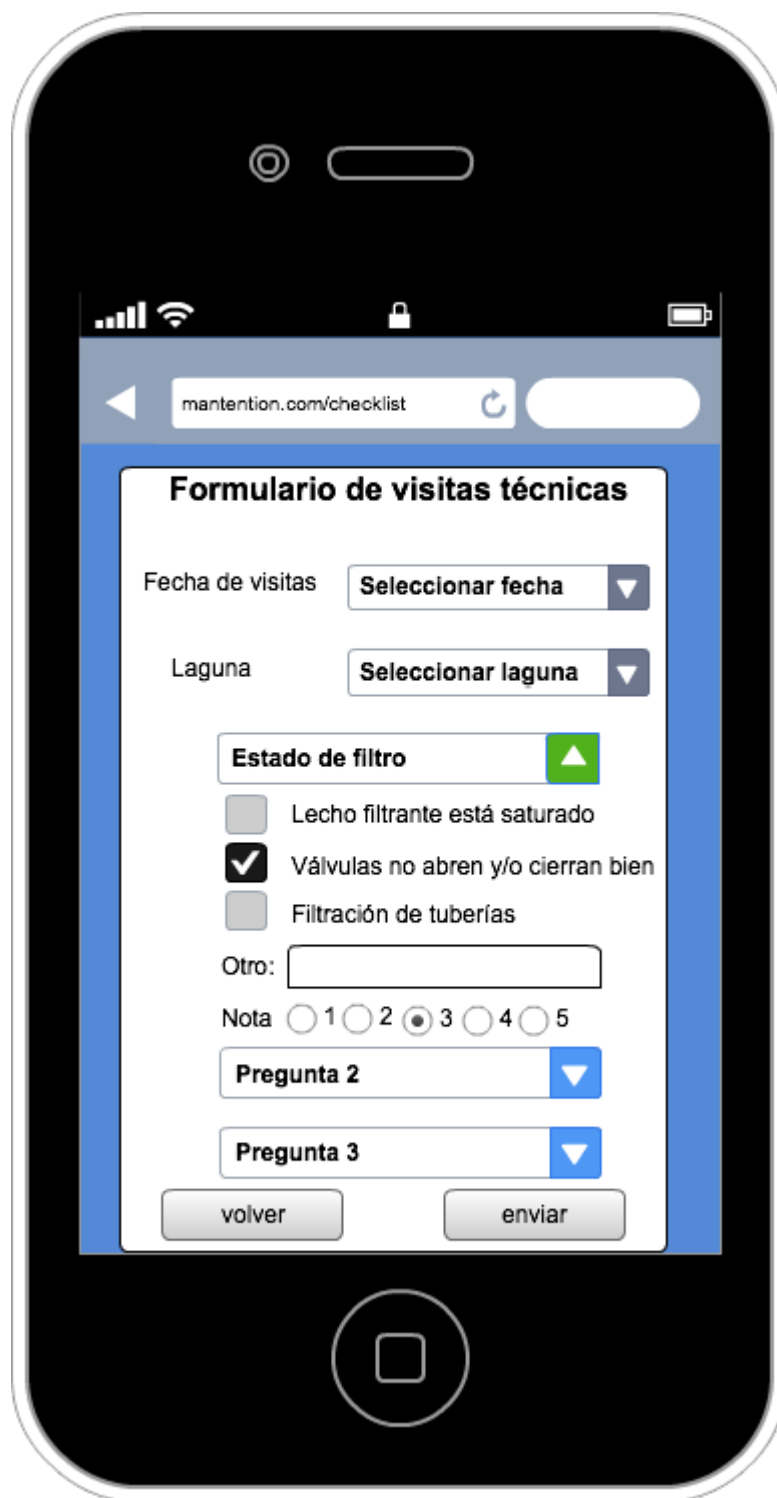 mantention.com/checklist
Formulario de visitas técnicas
Fecha de visitas Seleccionar fecha
Laguna Seleccionar laguna
Estado de filtro
Lecho filtrante está saturado
Válvulas no abren y/o cierran bien
Filtración de tuberías
Otro:
Nota 1 2 3 4 5
Pregunta 2
Pregunta 3
volver enviar